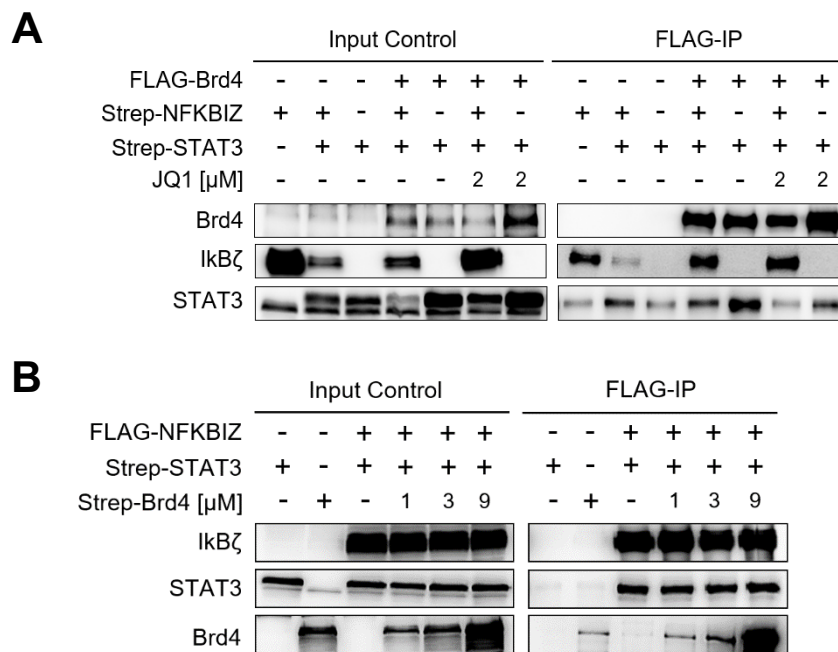 A
Input Control FLAG-IP
FLAG-Brd4 - - - + + + + - - - + + + +
Strep-NFKBIZ + + - + - + - + + - + - + -
Strep-STAT3 - + + + + + + - + + + + + +
JQ1 [µM] - - - - - 2 2 - - - - - 2 2
Brd4
IkBζ
STAT3
B
Input Control FLAG-IP
FLAG-NFKBIZ - - + + + + - - + + + +
Strep-STAT3 + - + + + + + - + + + +
Strep-Brd4 [µM] - + - 1 3 9 - + - 1 3 9
IkBζ
STAT3
Brd4